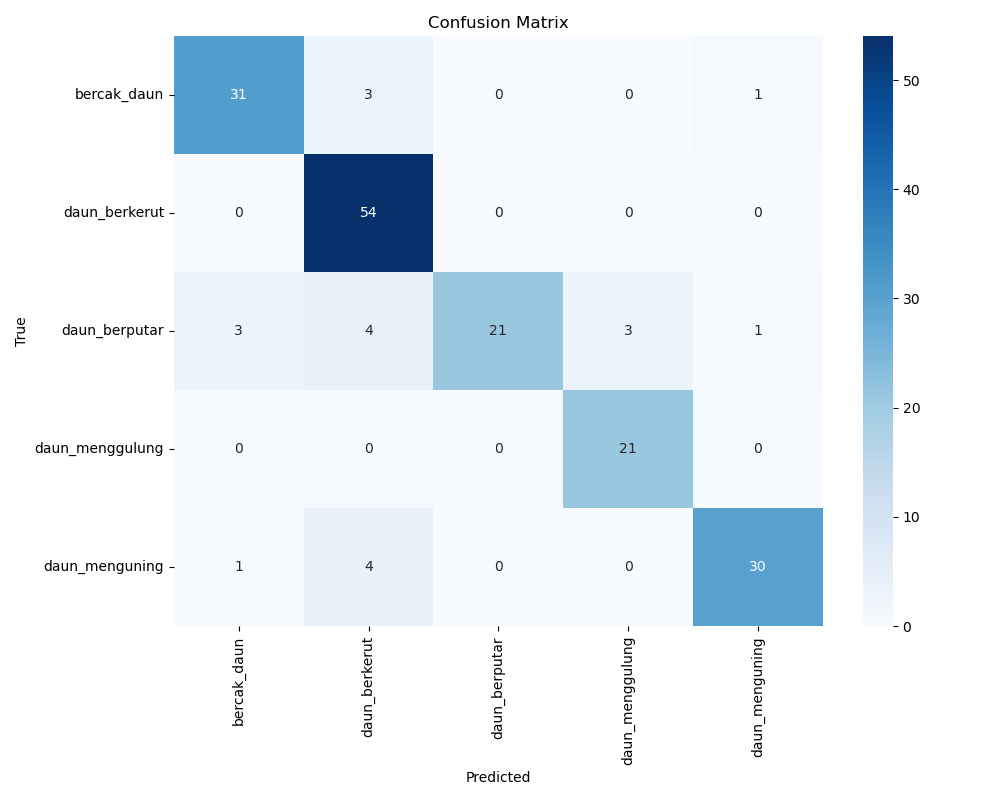 Confusion Matrix
True
bercak_daun 31 3 0 0 1
daun_berkerut 0 54 0 0 0
daun_berputar 3 4 21 3 1
daun_menggulung 0 0 0 21 0
daun_menguning 1 4 0 0 30
bercak_daun daun_berkerut daun_berputar daun_menggulung daun_menguning
Predicted
50
40
30
20
10
0